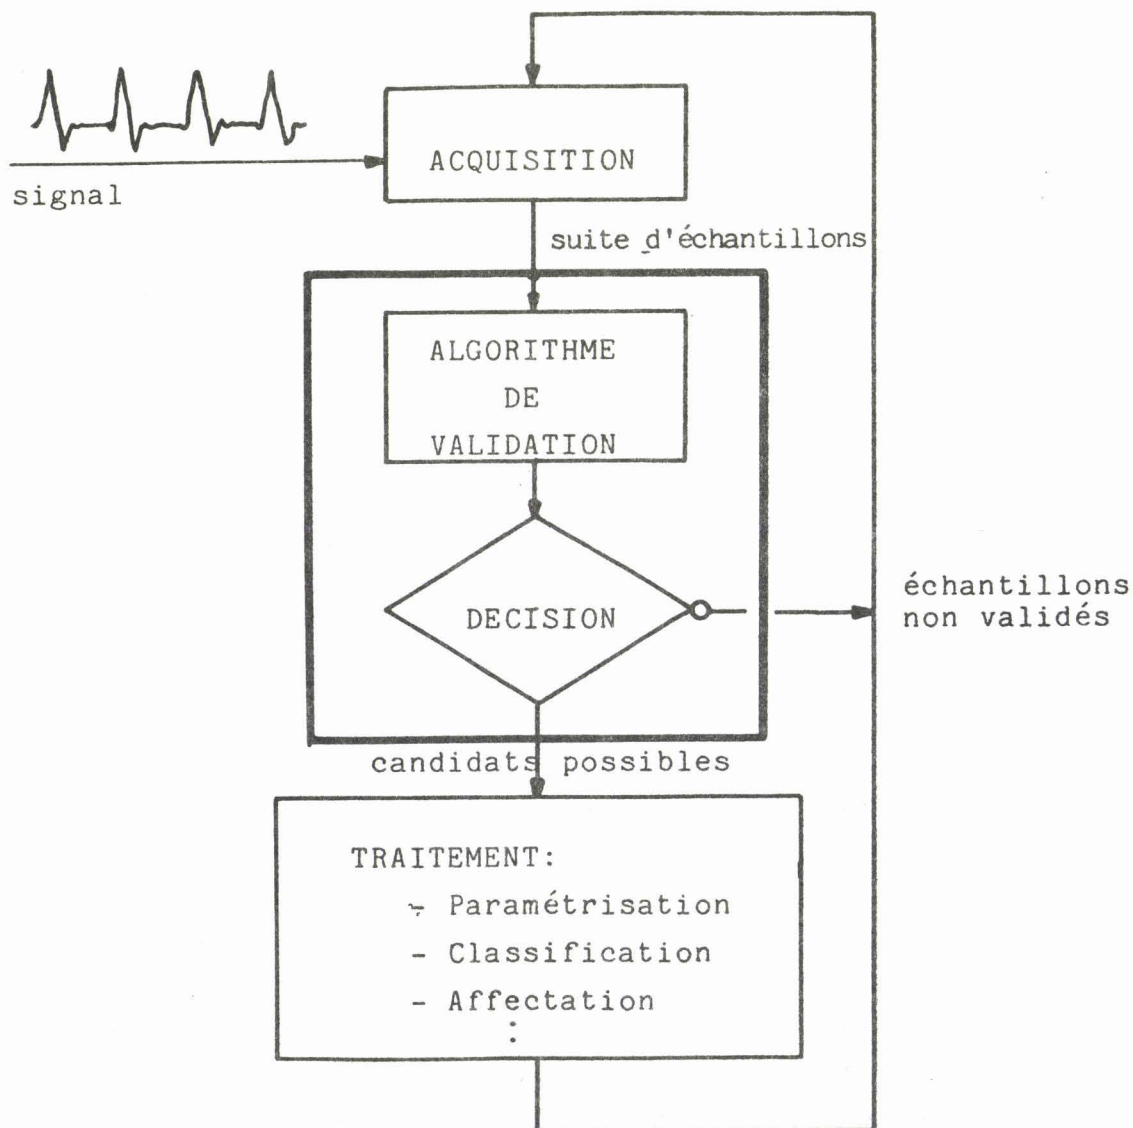 ACQUISITION
signal
suite d'échantillons
ALGORITHME
DE
VALIDATION
DECISION
échantillons
non validés
candidats possibles
TRAITEMENT:
- Paramétrisation
- Classification
- Affectation
: